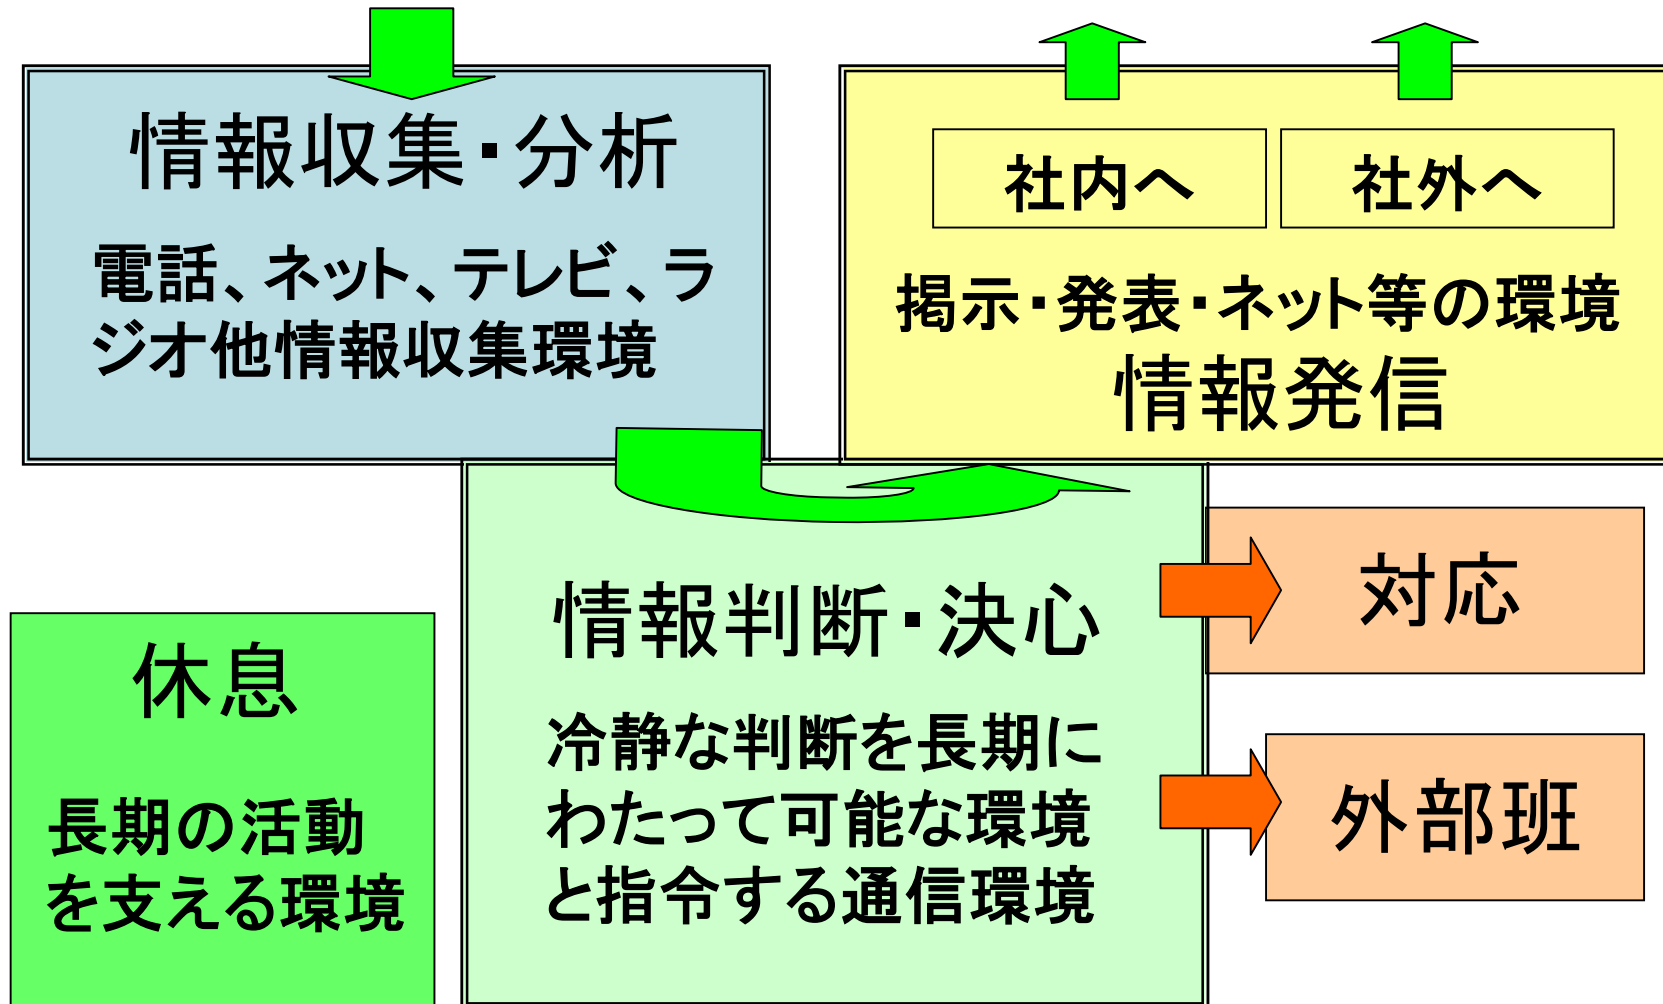 情報収集・分析
電話、ネット、テレビ、ラ
ジオ他情報収集環境
社内へ
社外へ
掲示・発表・ネット等の環境
情報発信
情報判断・決心
冷静な判断を長期に
わたって可能な環境
と指令する通信環境
対応
外部班
休息
長期の活動
を支える環境